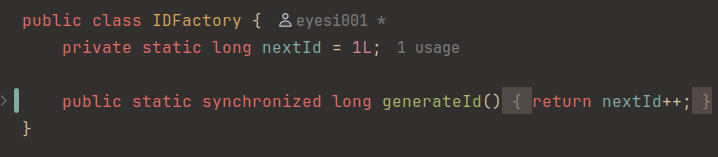 public class IDFactory { eyesi001 *
private static long nextId = 1L; 1 usage
public static synchronized long generateId() { return nextId++; }
}